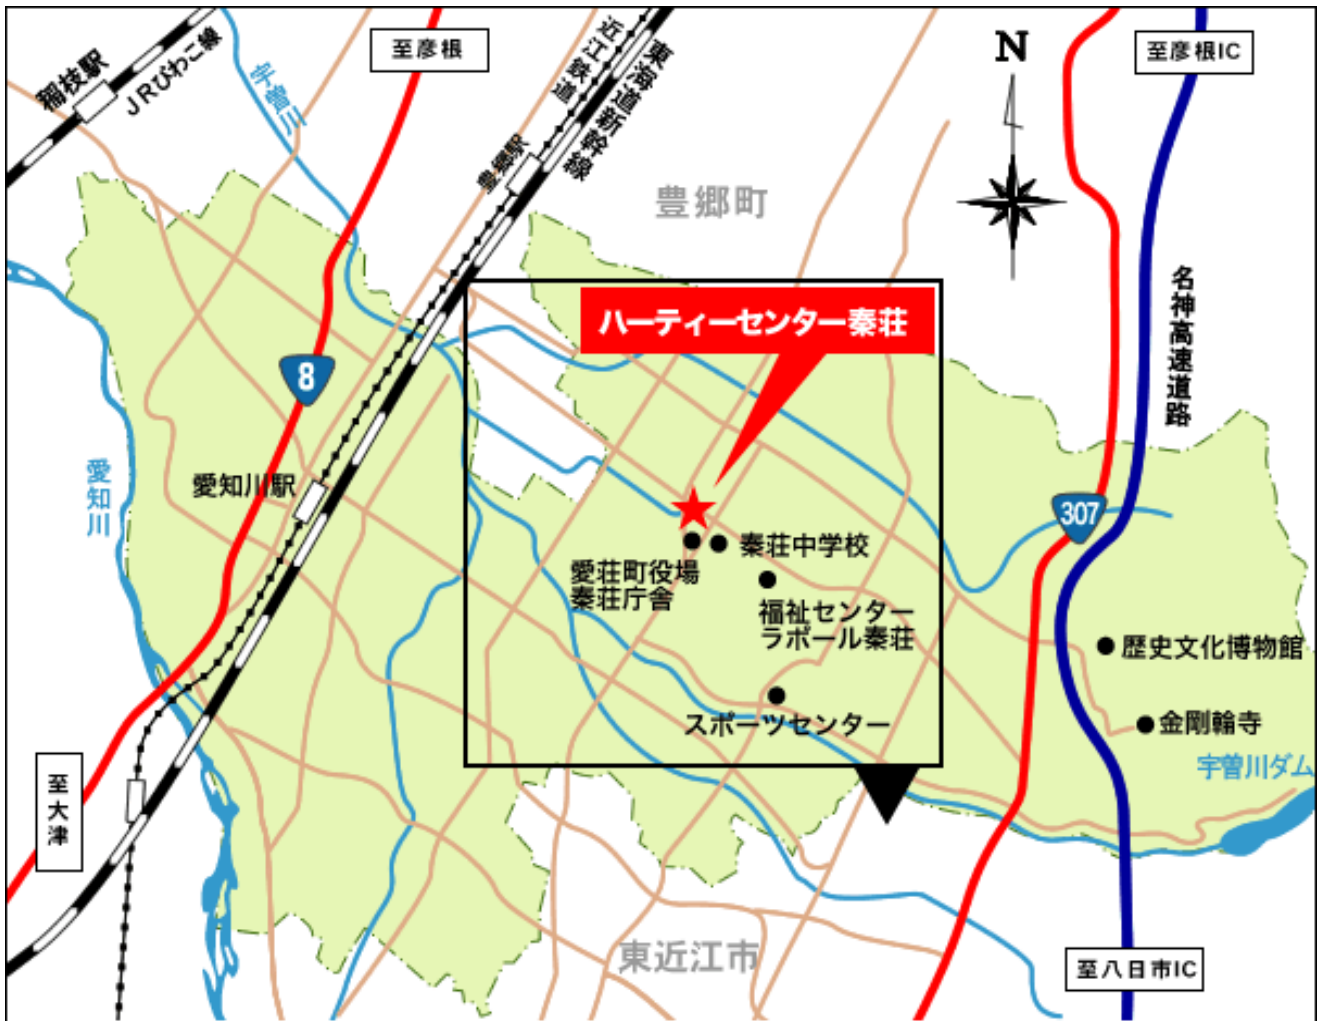 至彦根
N
至彦根IC
稲枝駅
JRびわこ線
宇曽川
近江鉄道
東海道新幹線
豊郷駅
豊郷町
名神高速道路
ハーティーセンター秦荘
8
愛知川駅
愛知川
307
秦荘中学校
愛荘町役場
秦荘庁舎
福祉センター
ラポール秦荘
歴史文化博物館
スポーツセンター
金剛輪寺
宇曽川ダム
至大津
東近江市
至八日市IC